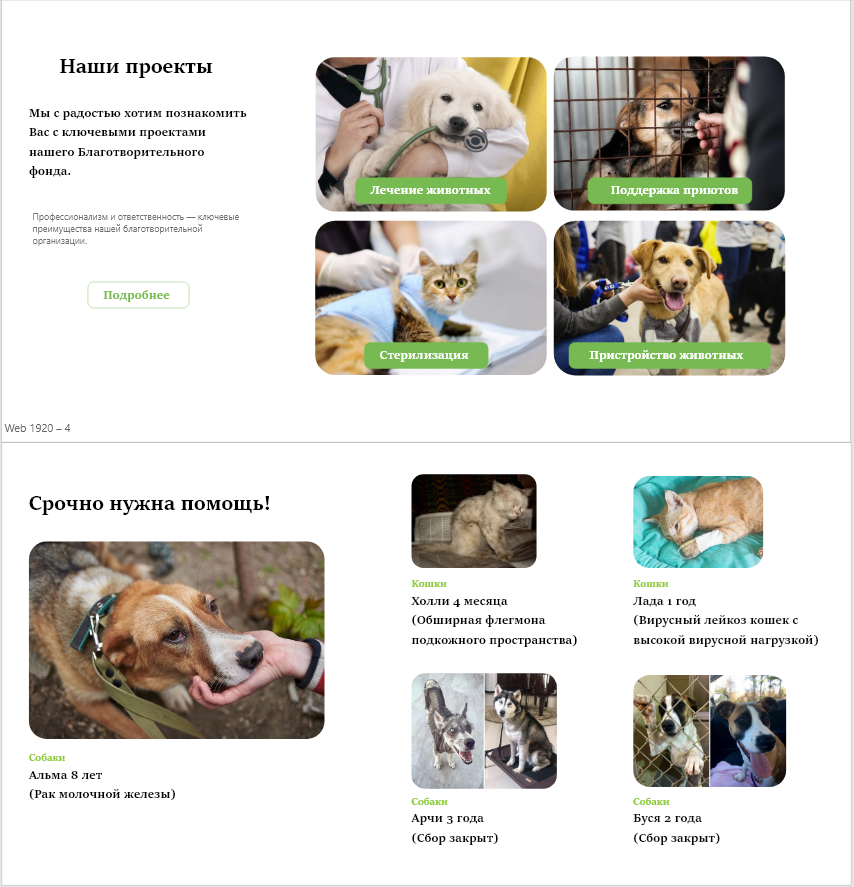 Наши проекты
Мы с радостью хотим познакомить
Вас с ключевыми проектами
нашего Благотворительного
фонда.
Профессионализм и ответственность — ключевые
преимущества нашей благотворительной
организации.
Подробнее
Лечение животных
Поддержка приютов
Стерилизация
Пристройство животных
Web 1920 – 4
Срочно нужна помощь!
Собаки
Альма 8 лет
(Рак молочной железы)
Кошки
Холли 4 месяца
(Обширная флегмона
подкожного пространства)
Кошки
Лада 1 год
(Вирусный лейкоз кошек с
высокой вирусной нагрузкой)
Собаки
Арчи 3 года
(Сбор закрыт)
Собаки
Буся 2 года
(Сбор закрыт)